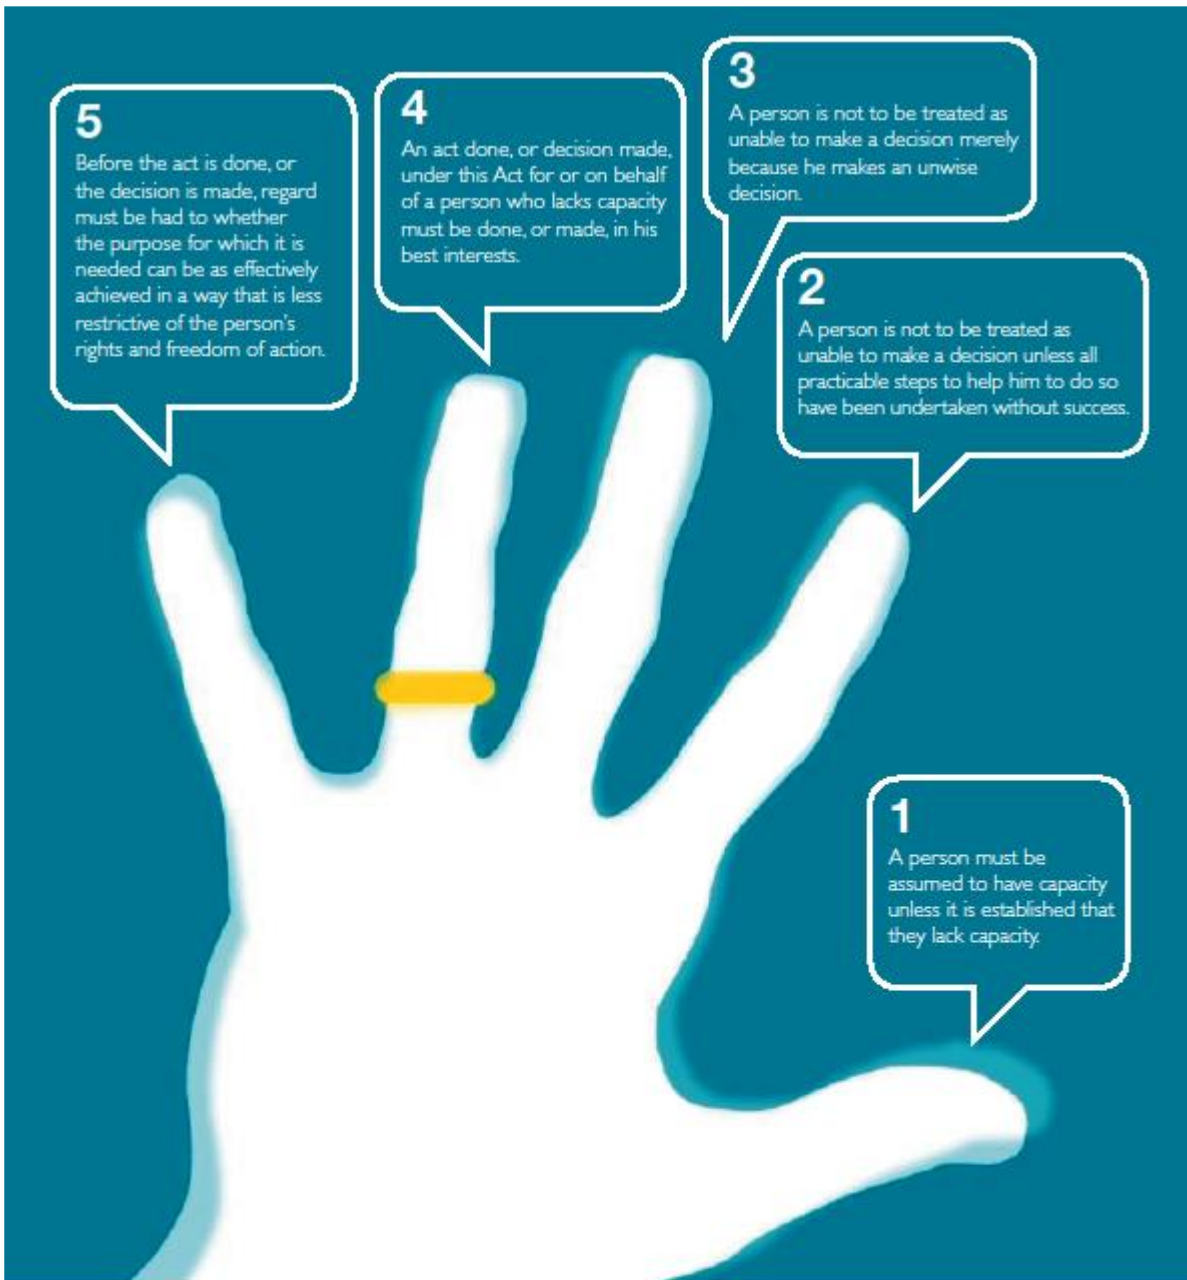 5
Before the act is done, or
the decision is made, regard
must be had to whether
the purpose for which it is
needed can be as effectively
achieved in a way that is less
restrictive of the person's
rights and freedom of action.
4
An act done, or decision made,
under this Act for or on behalf
of a person who lacks capacity
must be done, or made, in his
best interests.
3
A person is not to be treated as
unable to make a decision merely
because he makes an unwise
decision.
2
A person is not to be treated as
unable to make a decision unless all
practicable steps to help him to do so
have been undertaken without success.
1
A person must be
assumed to have capacity
unless it is established that
they lack capacity.